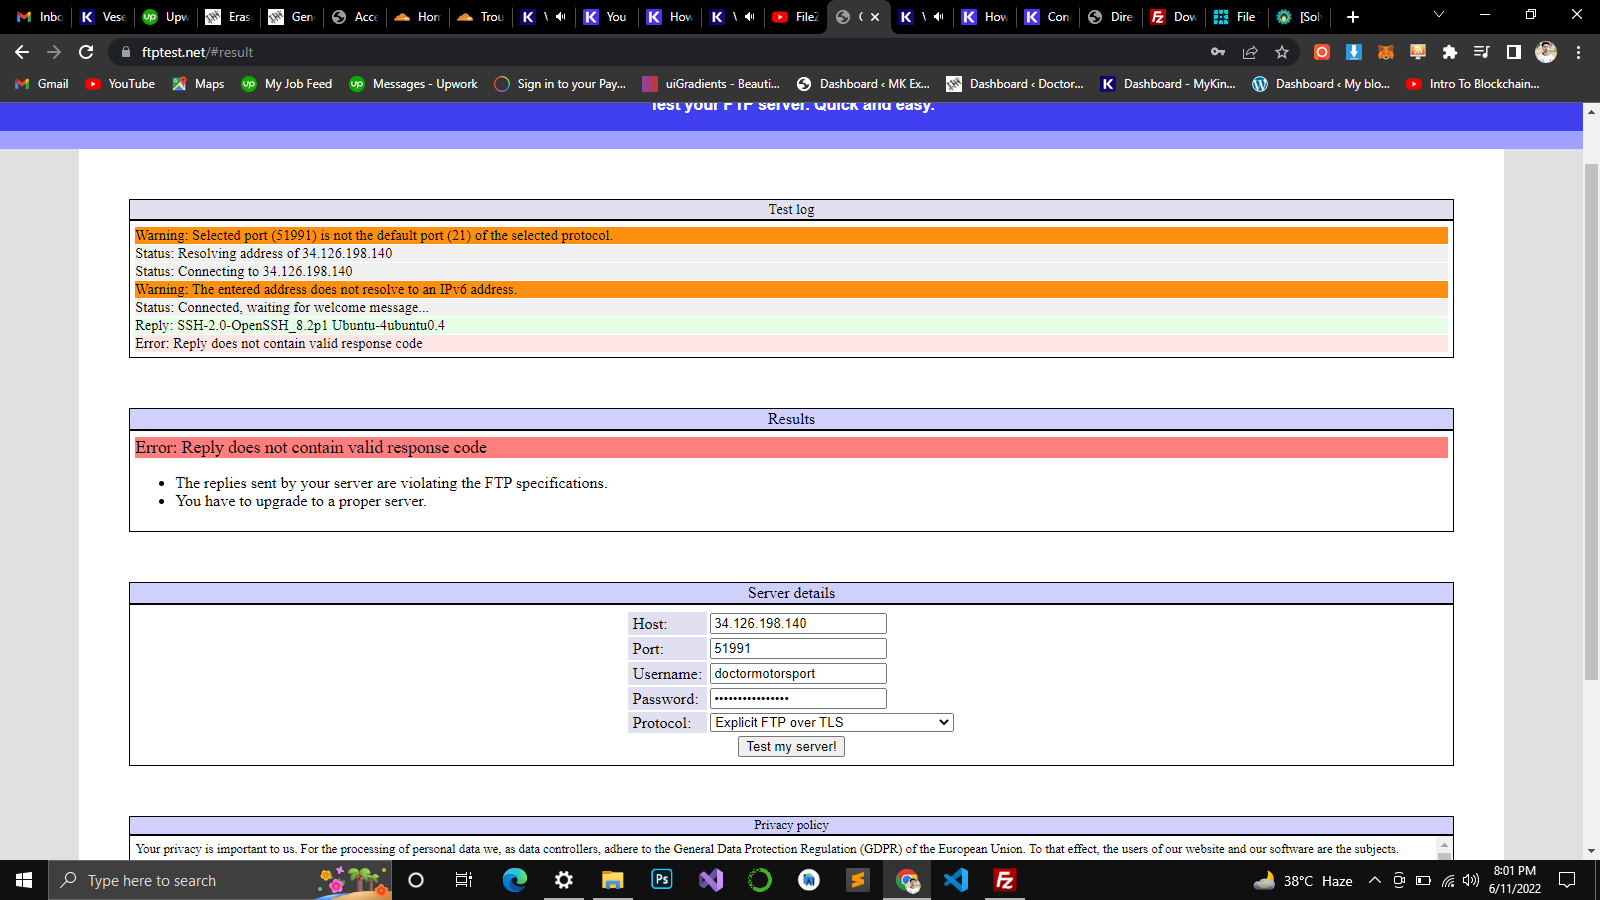 Inbo
Vese
Upw
Eras
Gene
Acce
Hom
Trou
V
You
How
V
FileZ
C
V
How
Con
Dire
Dow
File
[Sol
ftptest.net/#result
Gmail
YouTube
Maps
My Job Feed
Messages - Upwork
Sign in to your Pay...
uiGradients - Beauti...
Dashboard ‹ MK Ex...
Dashboard ‹ Doctor...
Dashboard - MyKin...
Dashboard ‹ My blo...
Intro To Blockchain...
Test your FTP server. Quick and easy.
Test log
Warning: Selected port (51991) is not the default port (21) of the selected protocol.
Status: Resolving address of 34.126.198.140
Status: Connecting to 34.126.198.140
Warning: The entered address does not resolve to an IPv6 address.
Status: Connected, waiting for welcome message...
Reply: SSH-2.0-OpenSSH_8.2p1 Ubuntu-4ubuntu0.4
Error: Reply does not contain valid response code
Results
Error: Reply does not contain valid response code
• The replies sent by your server are violating the FTP specifications.
• You have to upgrade to a proper server.
Server details
Host: 34.126.198.140
Port: 51991
Username: doctormotorsport
Password: ••••••••••••••••
Protocol: Explicit FTP over TLS
Test my server!
Privacy policy
Your privacy is important to us. For the processing of personal data we, as data controllers, adhere to the General Data Protection Regulation (GDPR) of the European Union. To that effect, the users of our website and our software are the subjects.
Type here to search
38°C Haze
8:01 PM
6/11/2022